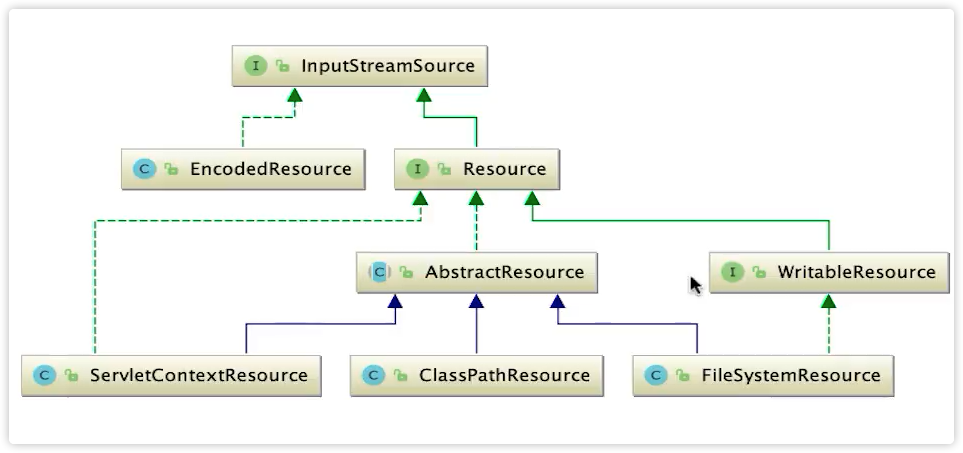 I InputStreamSource
C EncodedResource
I Resource
C AbstractResource
I WritableResource
C ServletContextResource
C ClassPathResource
C FileSystemResource